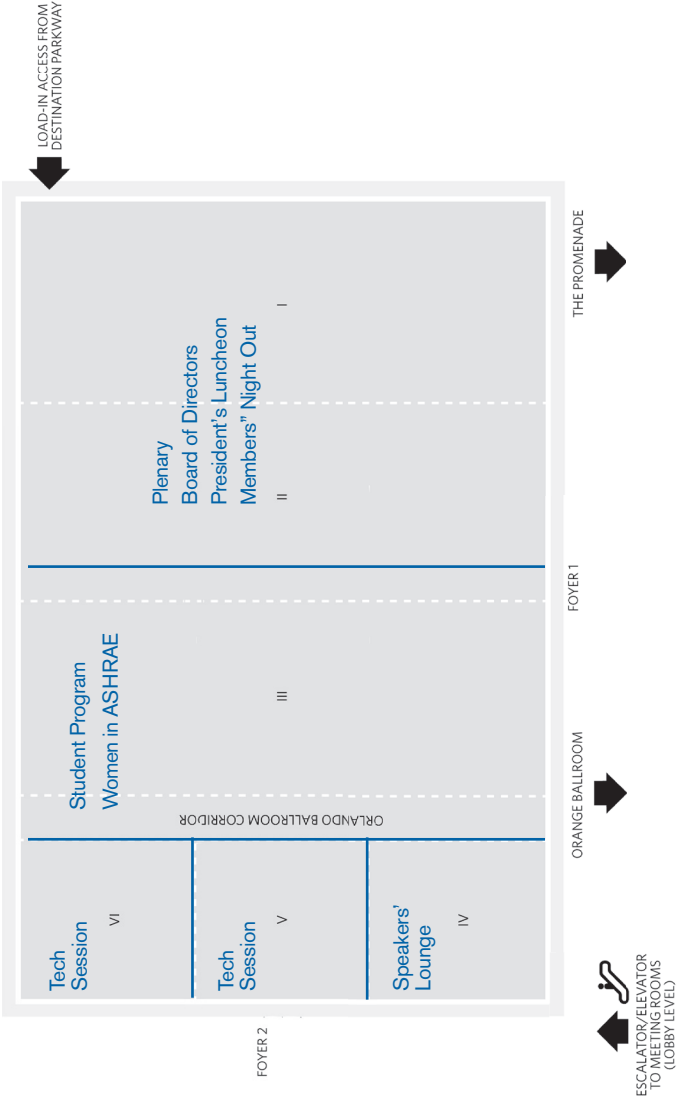 LOAD-IN ACCESS FROM
DESTINATION PARKWAY
Plenary
Board of Directors
President's Luncheon
Members” Night Out
I
II
THE PROMENADE
FOYER 1
Student Program
Women in ASHRAE
III
ORLANDO BALLROOM CORRIDOR
ORANGE BALLROOM
Tech
Session
VI
Tech
Session
V
Speakers’
Lounge
IV
FOYER 2
ESCALATOR/ELEVATOR
TO MEETING ROOMS
(LOBBY LEVEL)